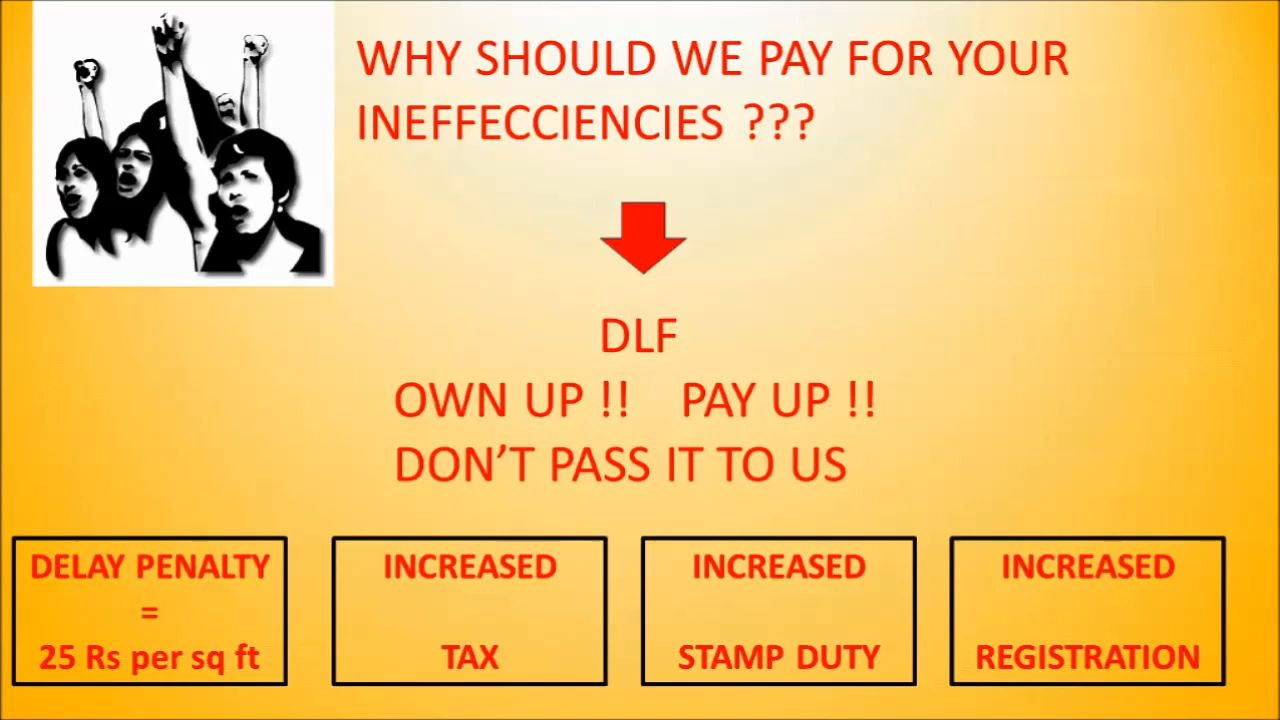 WHY SHOULD WE PAY FOR YOUR
INEFFECCIENCIES ???
DLF
OWN UP !! PAY UP !!
DON’T PASS IT TO US
DELAY PENALTY
=
25 Rs per sq ft
INCREASED
TAX
INCREASED
STAMP DUTY
INCREASED
REGISTRATION